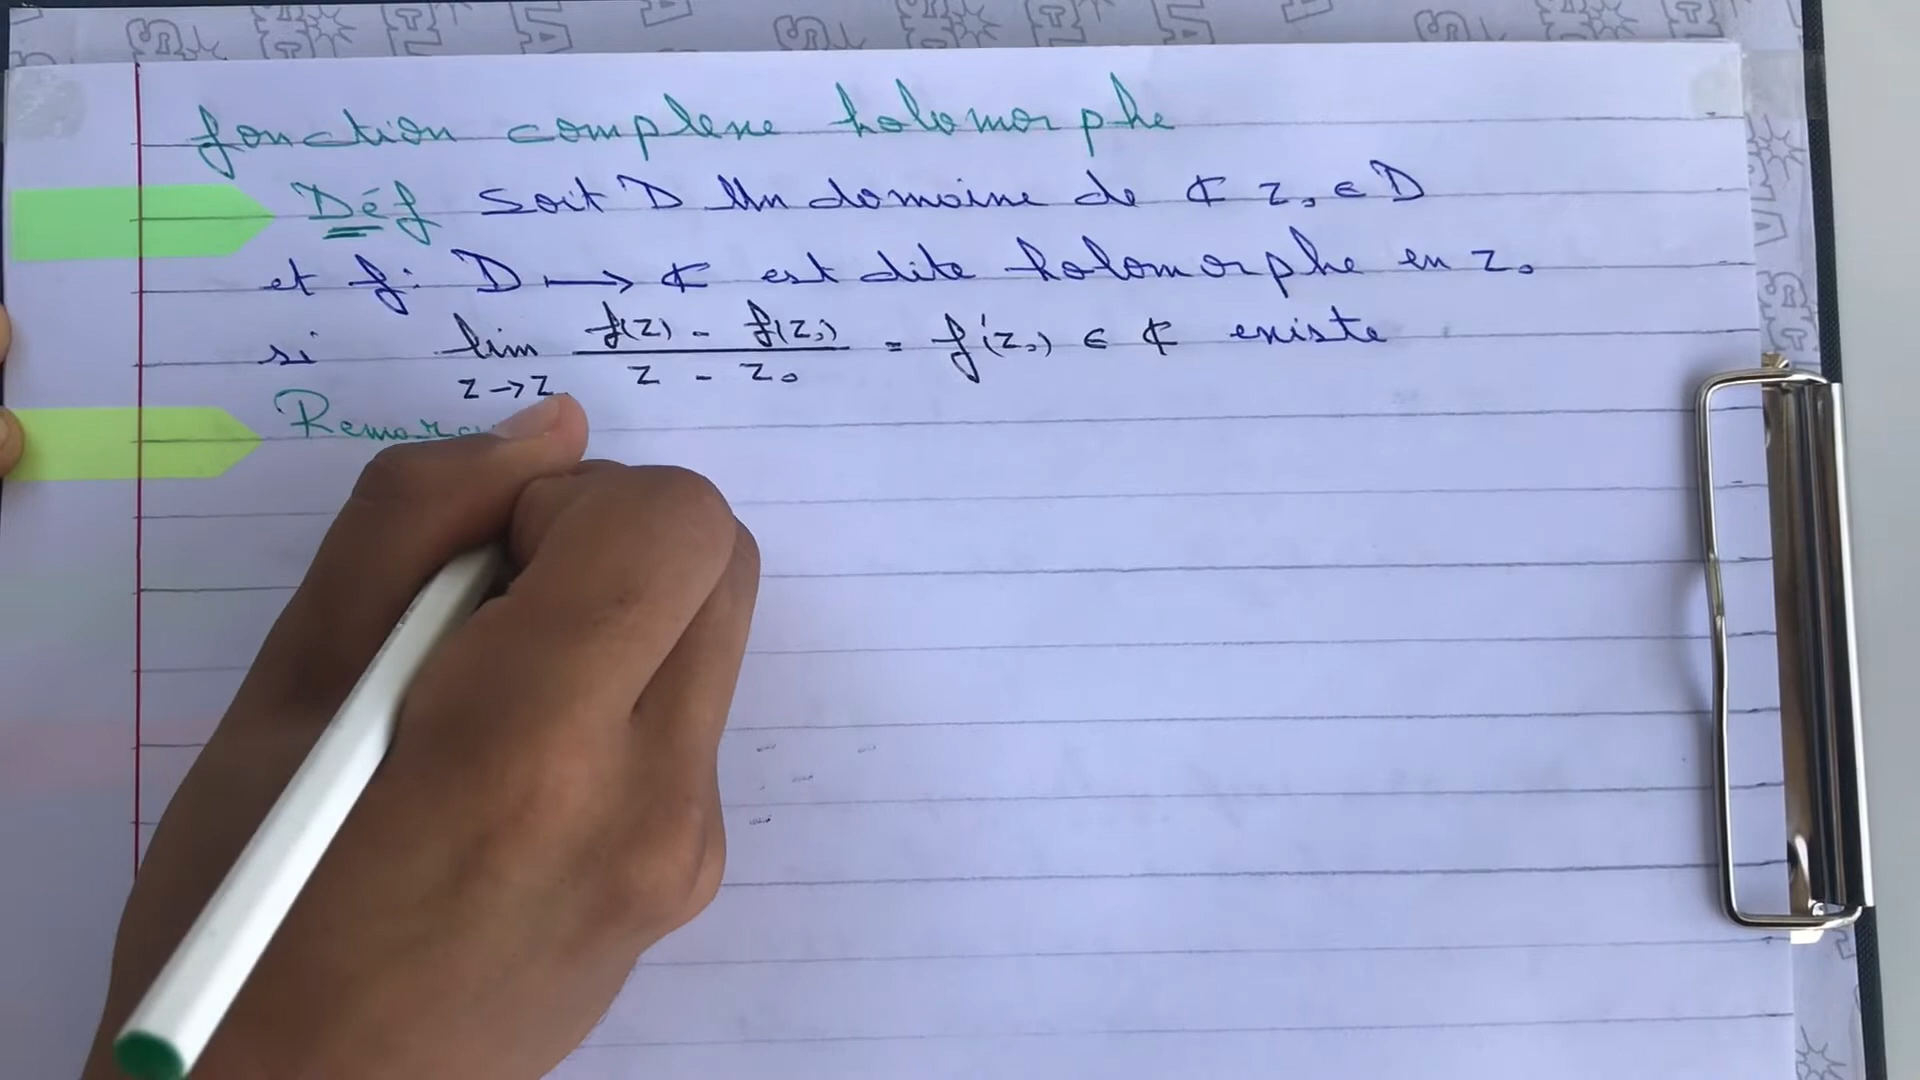 fonction complexe holomorphe
Déf Soit D Un domaine de ℂ z₀ ∈ D
et f: D ⟼ ℂ est dite holomorphe en z₀
si lim z→z₀ f(z) - f(z₀) / z - z₀ = f'(z₀) ∈ ℂ existe